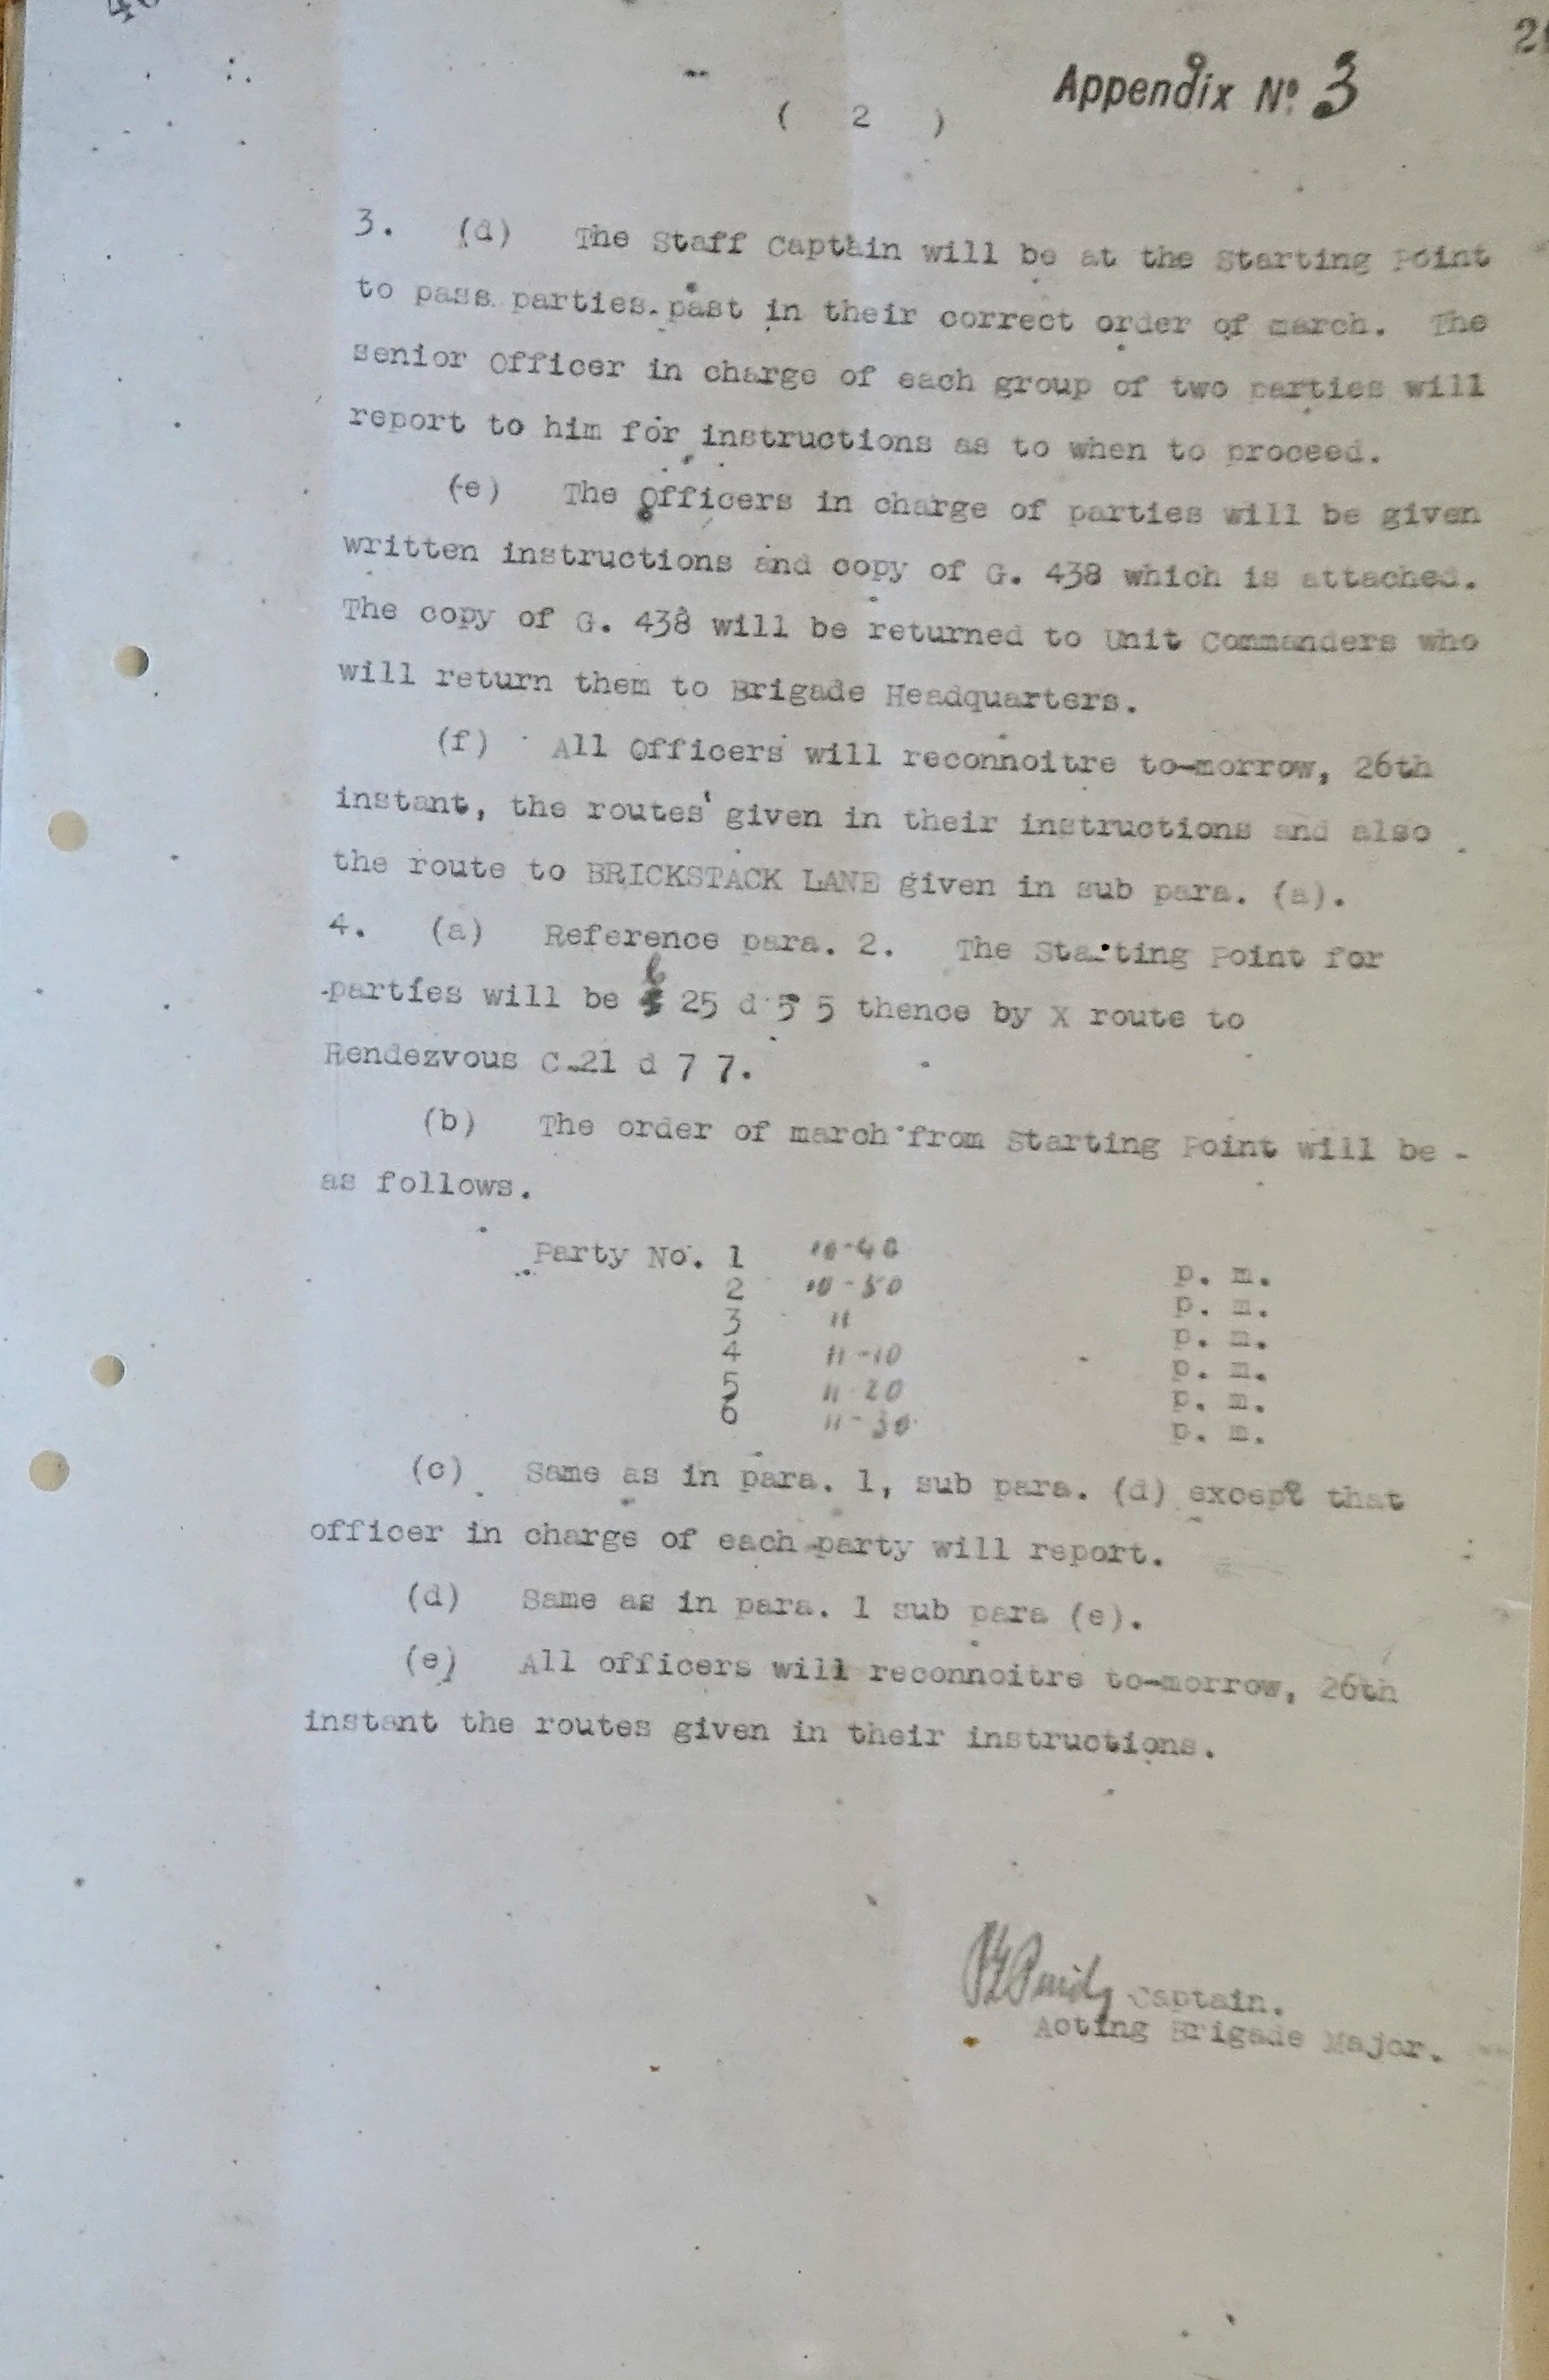 Appendix No. 3
( 2 )
3. (d) The Staff Captain will be at the Starting Point
to pass parties past in their correct order of march. The
Senior Officer in charge of each group of two parties will
report to him for instructions as to when to proceed.
(e) The Officers in charge of parties will be given
written instructions and copy of G. 438 which is attached.
The copy of G. 438 will be returned to Unit Commanders who
will return them to Brigade Headquarters.
(f) All Officers will reconnoitre to-morrow, 26th
instant, the routes given in their instructions and also
the route to BRICKSTACK LANE given in sub para. (a).
4. (a) Reference para. 2. The Starting Point for
parties will be 25 d 5 5 thence by X route to
Rendezvous C.21 d 7 7.
(b) The order of march from Starting Point will be -
as follows.
Party No. 1 10-40 p. m.
2 10-50 p. m.
3 11 p. m.
4 11-10 p. m.
5 11-20 p. m.
6 11-30 p. m.
(c) Same as in para. 1, sub para. (d) except that
officer in charge of each party will report.
(d) Same as in para. 1 sub para (e).
(e) All officers will reconnoitre to-morrow, 26th
instant the routes given in their instructions.
Captain.
Acting Brigade Major.